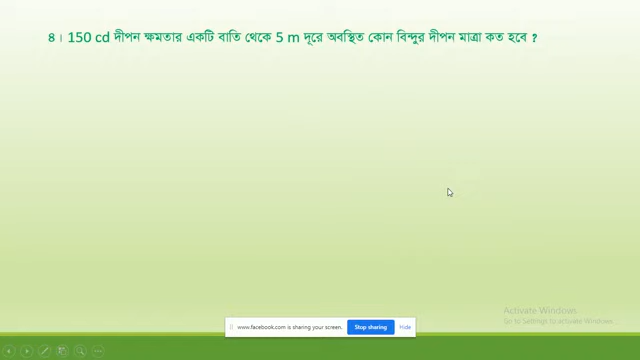 ৪। 150 cd দীপন ক্ষমতার একটি বাতি থেকে 5 m দূরে অবস্থিত কোন বিন্দুর দীপন মাত্রা কত হবে ?
Activate Windows
Go to Settings to activate Windows.
www.facebook.com is sharing your screen. Stop sharing Hide